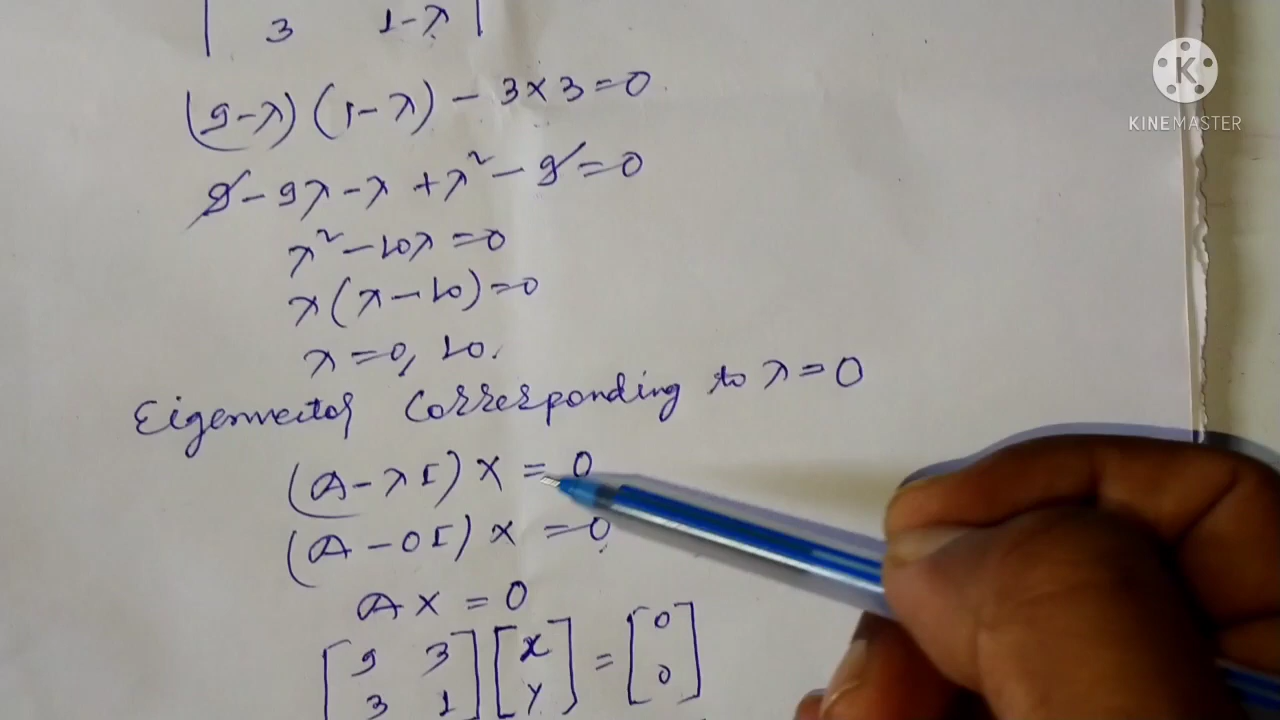 | 3 1-λ |
(9-λ) (1-λ) - 3×3=0
9-9λ-λ+λ²-9=0
λ²-10λ=0
λ(λ-10)=0
λ=0, 10.
Eigenvector Corresponding to λ=0
(A-λI) X = 0
(A-0I) X = 0
AX = 0
[9 3] [x] = [0]
[3 1] [y] [0]
K
KINEMASTER